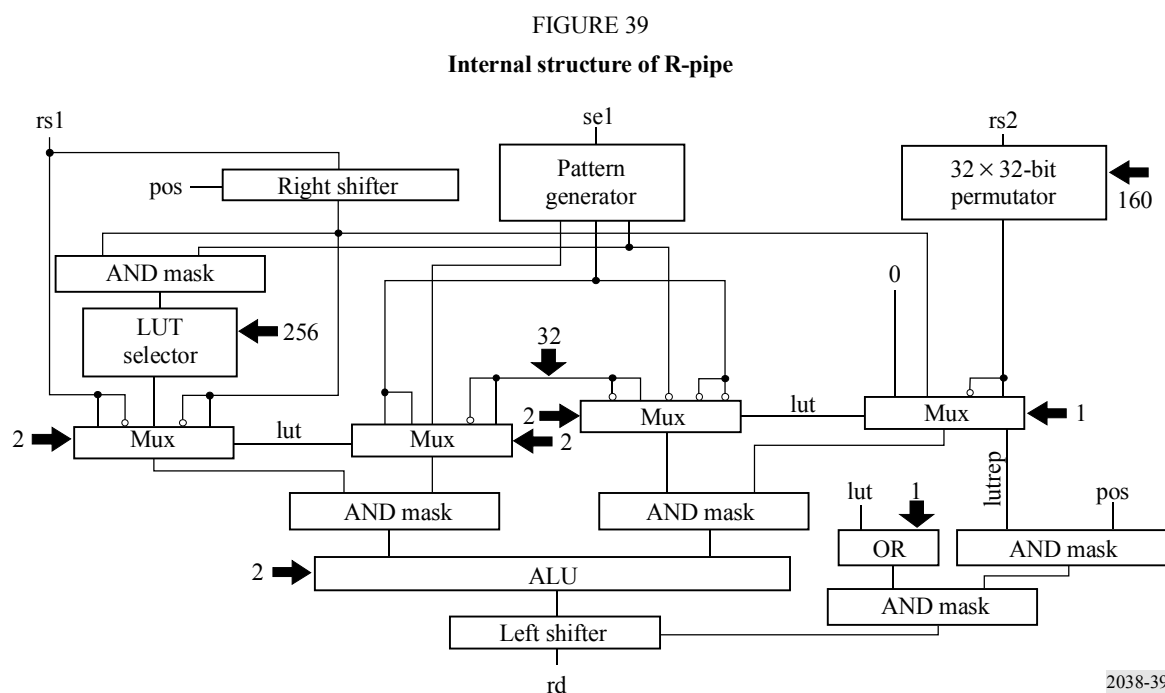 FIGURE 39
Internal structure of R-pipe
rs1
se1
rs2
pos
Right shifter
Pattern
generator
32 × 32-bit
permutator
160
AND mask
0
LUT
selector
256
32
2
Mux
lut
Mux
2
2
Mux
lut
Mux
1
AND mask
AND mask
lut
1
lutrep
pos
OR
AND mask
2
ALU
AND mask
Left shifter
rd
2038-39